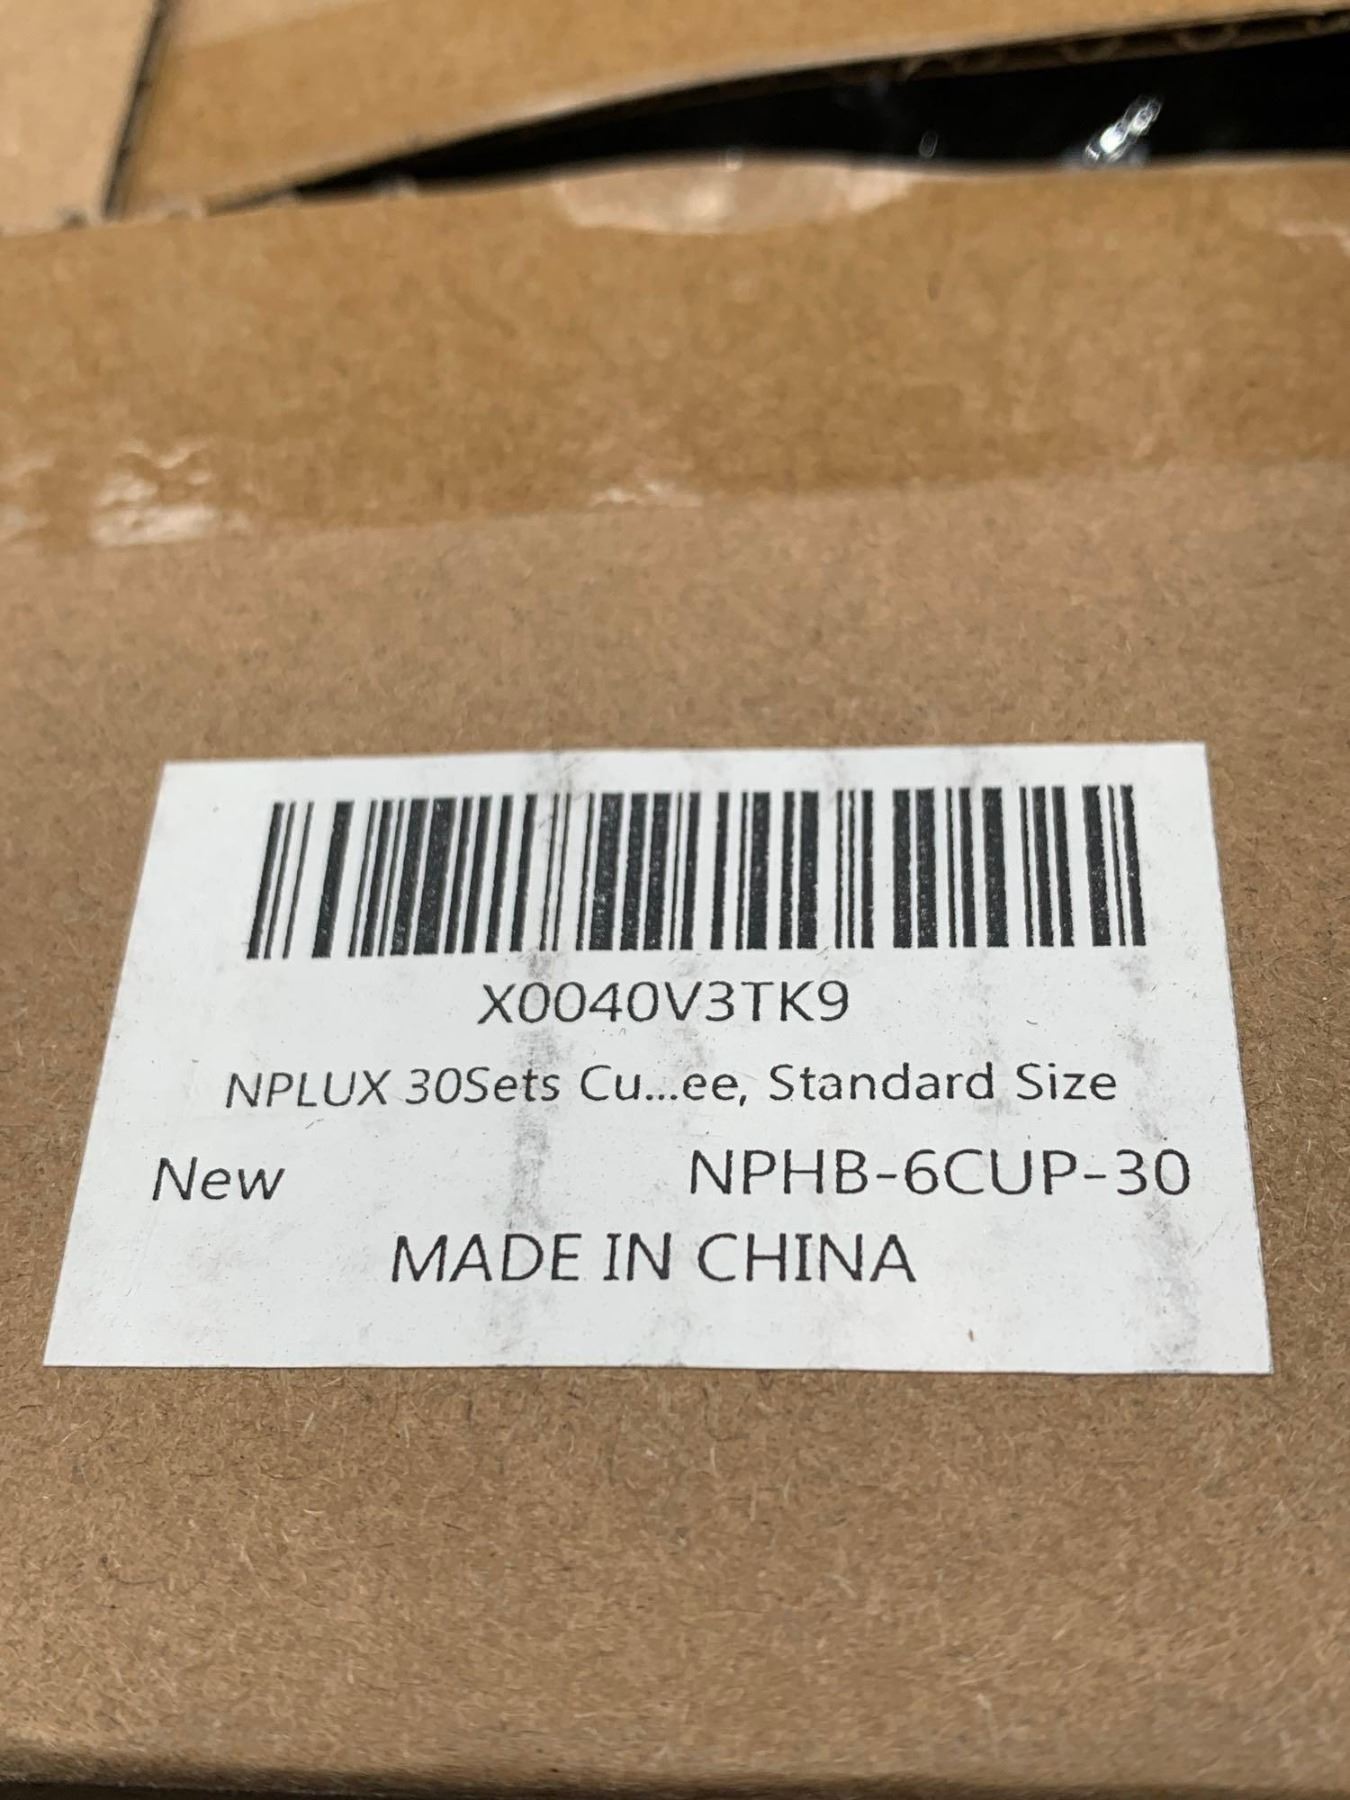 X0040V3TK9
NPLUX 30Sets Cu...ee, Standard Size
New NPHB-6CUP-30
MADE IN CHINA